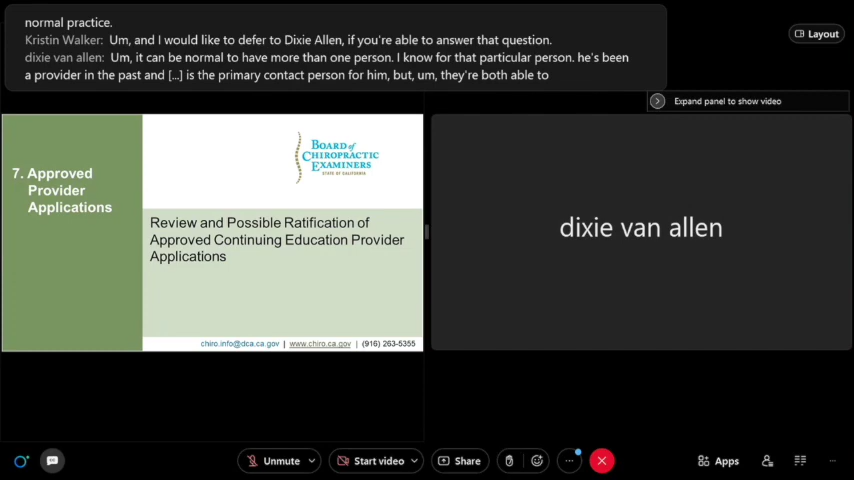 normal practice.
Kristin Walker: Um, and I would like to defer to Dixie Allen, if you're able to answer that question.
dixie van allen: Um, it can be normal to have more than one person. I know for that particular person. he's been
a provider in the past and [...] is the primary contact person for him, but, um, they're both able to
Layout
Expand panel to show video
7. Approved
Provider
Applications
BOARD of
CHIROPRACTIC
EXAMINERS
STATE OF CALIFORNIA
Review and Possible Ratification of
Approved Continuing Education Provider
Applications
chiro.info@dca.ca.gov | www.chiro.ca.gov | (916) 263-5355
dixie van allen
Unmute
Start video
Share
Apps